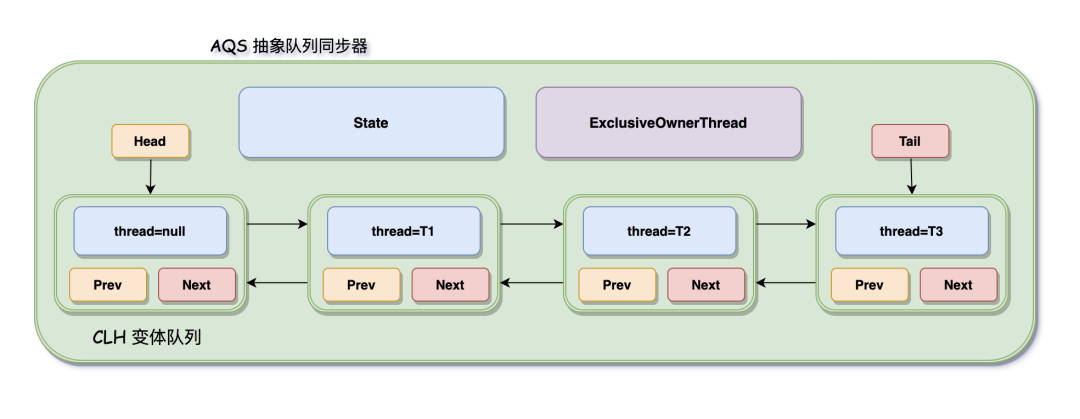 AQS 抽象队列同步器
State
ExclusiveOwnerThread
Head
Tail
thread=null
thread=T1
thread=T2
thread=T3
Prev
Next
Prev
Next
Prev
Next
Prev
Next
CLH 变体队列